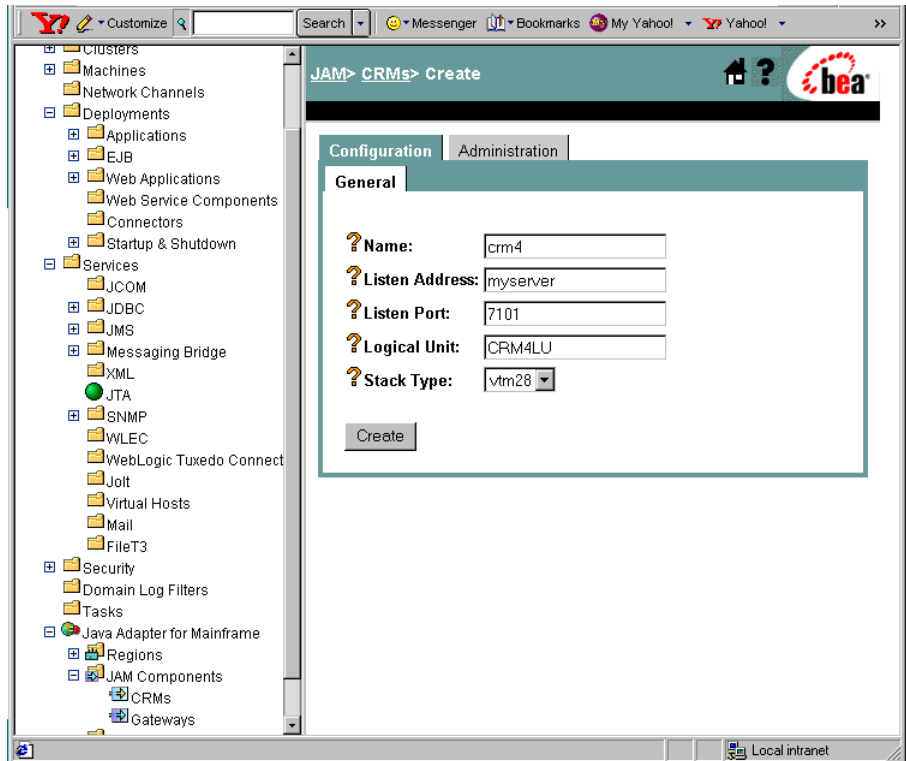 Y! Customize Search Messenger Bookmarks My Yahoo! Yahoo! »
Clusters
Machines
Network Channels
Deployments
Applications
EJB
Web Applications
Web Service Components
Connectors
Startup & Shutdown
Services
JCOM
JDBC
JMS
Messaging Bridge
XML
JTA
SNMP
WLEC
WebLogic Tuxedo Connect
Jolt
Virtual Hosts
Mail
FileT3
Security
Domain Log Filters
Tasks
Java Adapter for Mainframe
Regions
JAM Components
CRMs
Gateways
JAM> CRMs> Create
?
bea
Configuration Administration
General
? Name: crm4
? Listen Address: myserver
? Listen Port: 7101
? Logical Unit: CRM4LU
? Stack Type: vtm28
Create
Local intranet